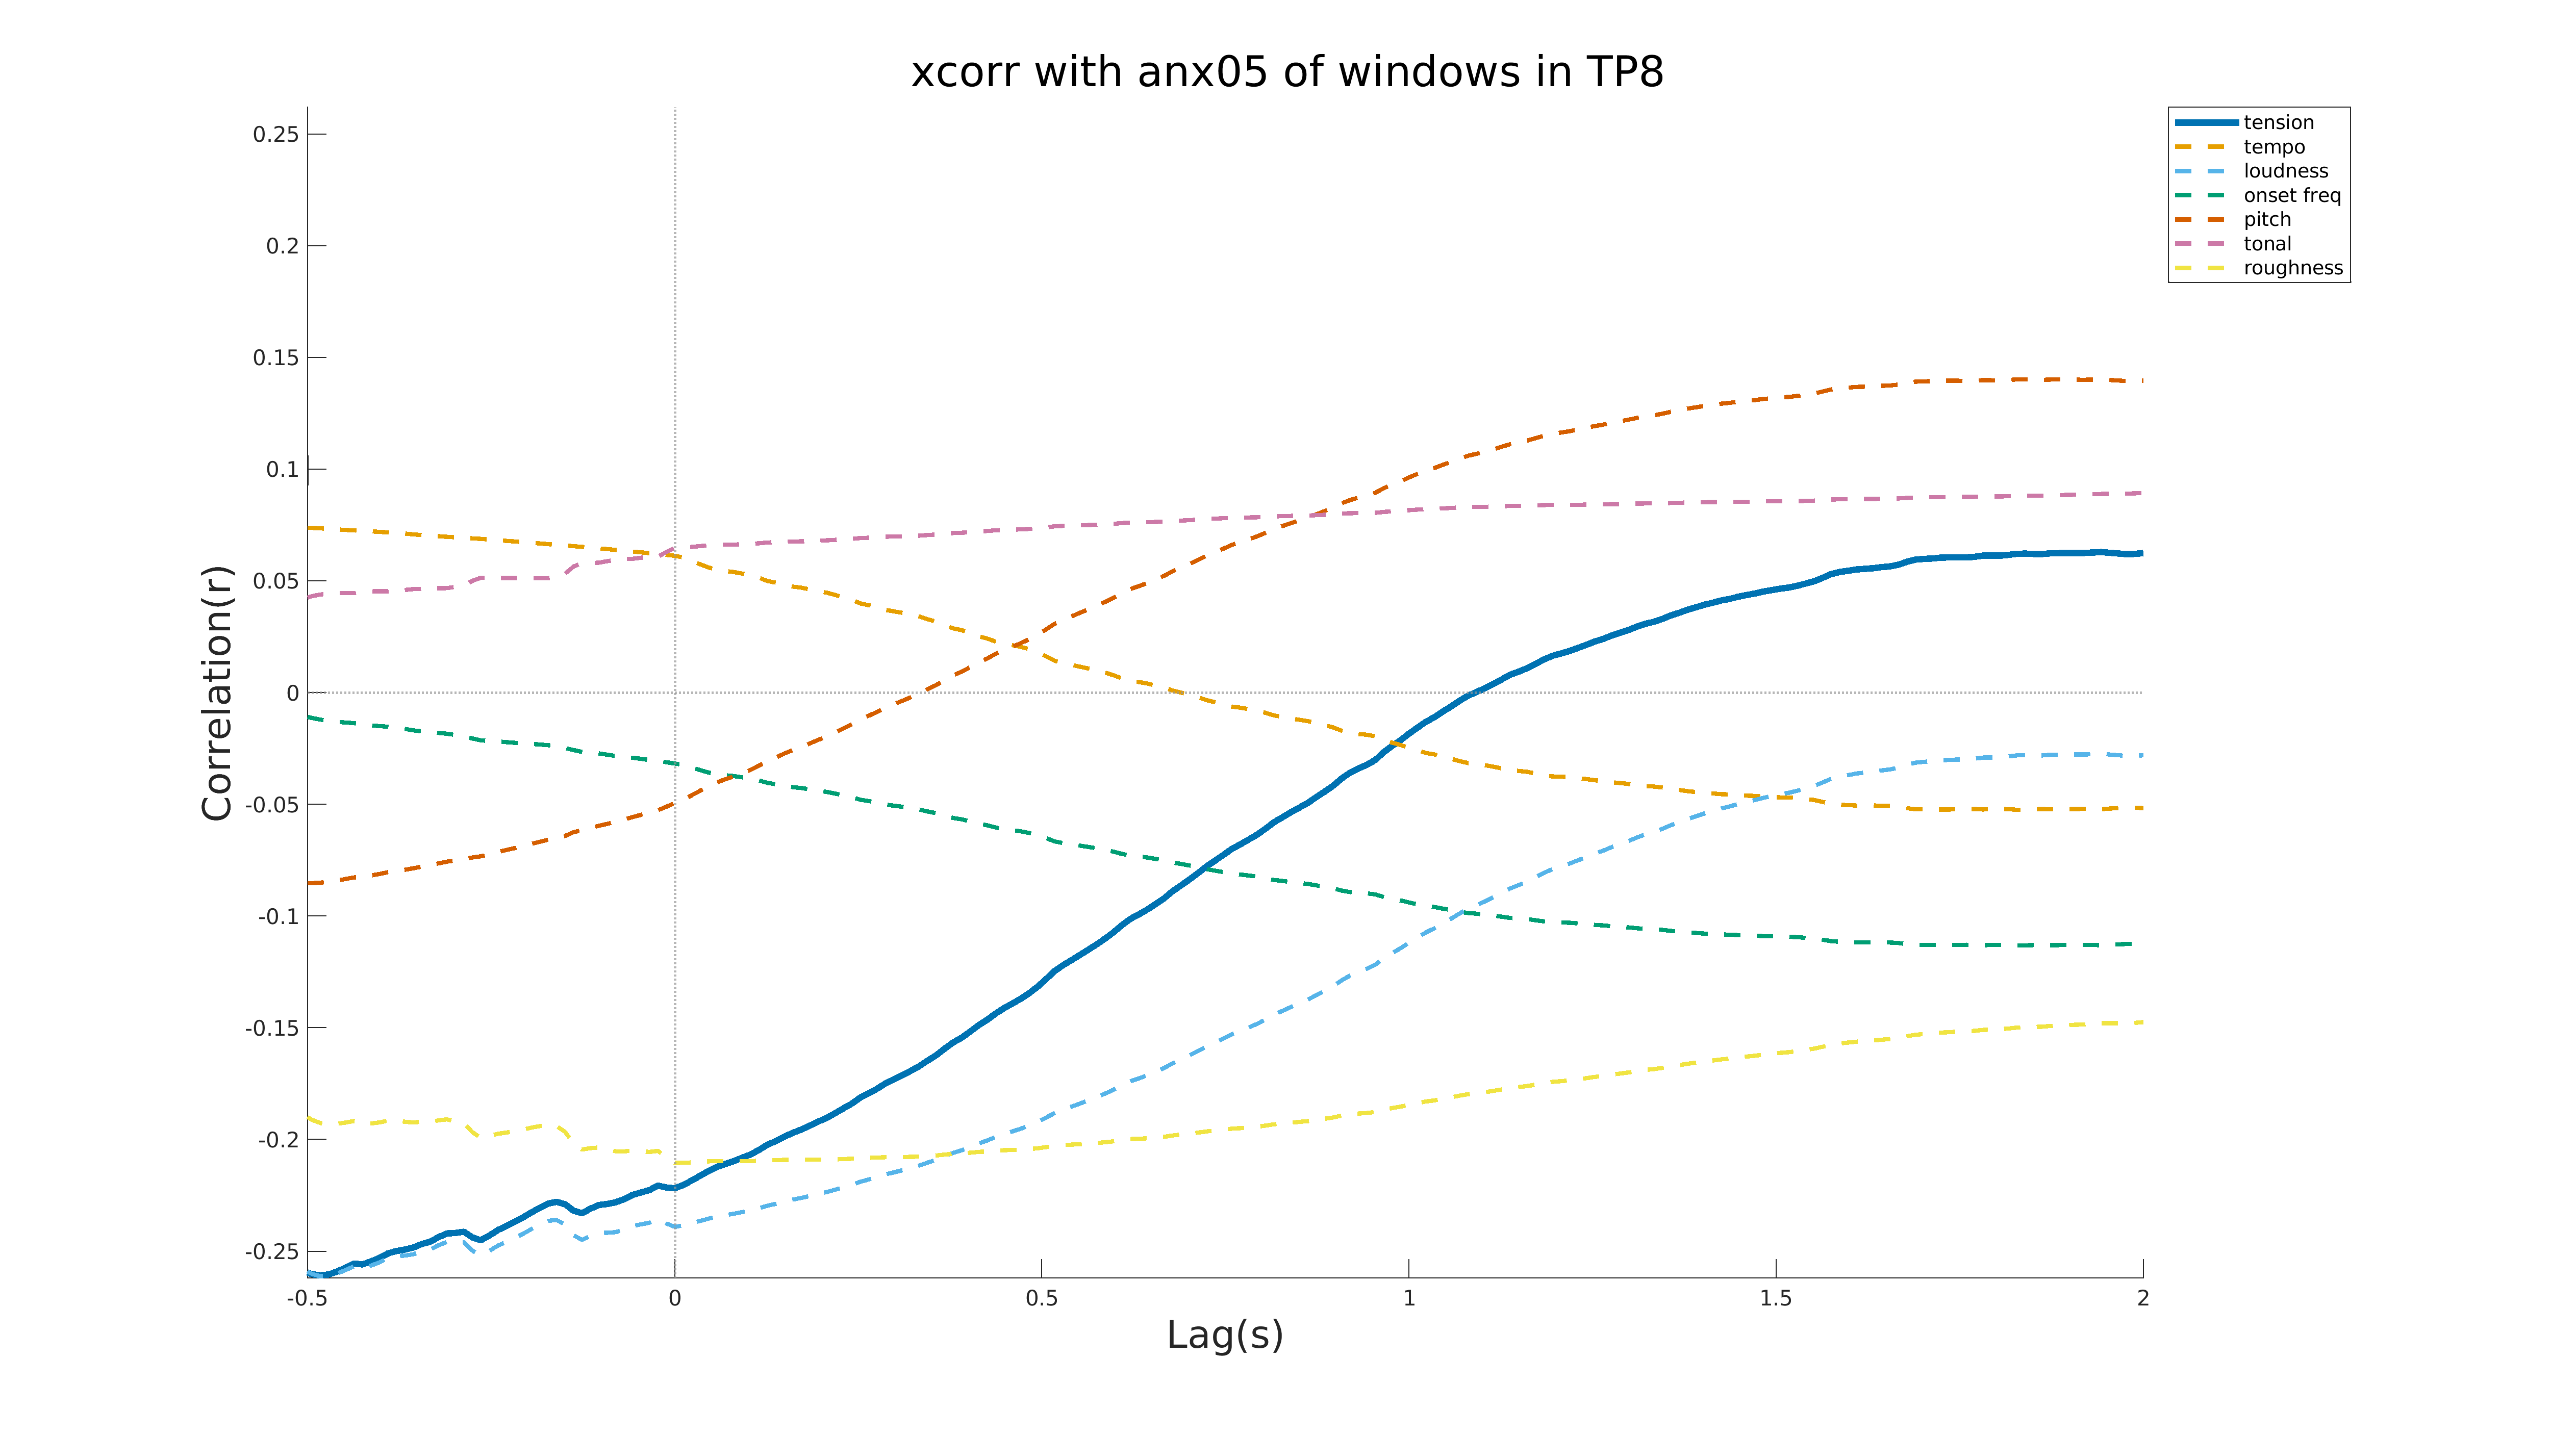 xcorr with anx05 of windows in TP8
tension
tempo
loudness
onset freq
pitch
tonal
roughness
Correlation(r)
0.25
0.2
0.15
0.1
0.05
0
-0.05
-0.1
-0.15
-0.2
-0.25
-0.5
0
0.5
1
1.5
2
Lag(s)